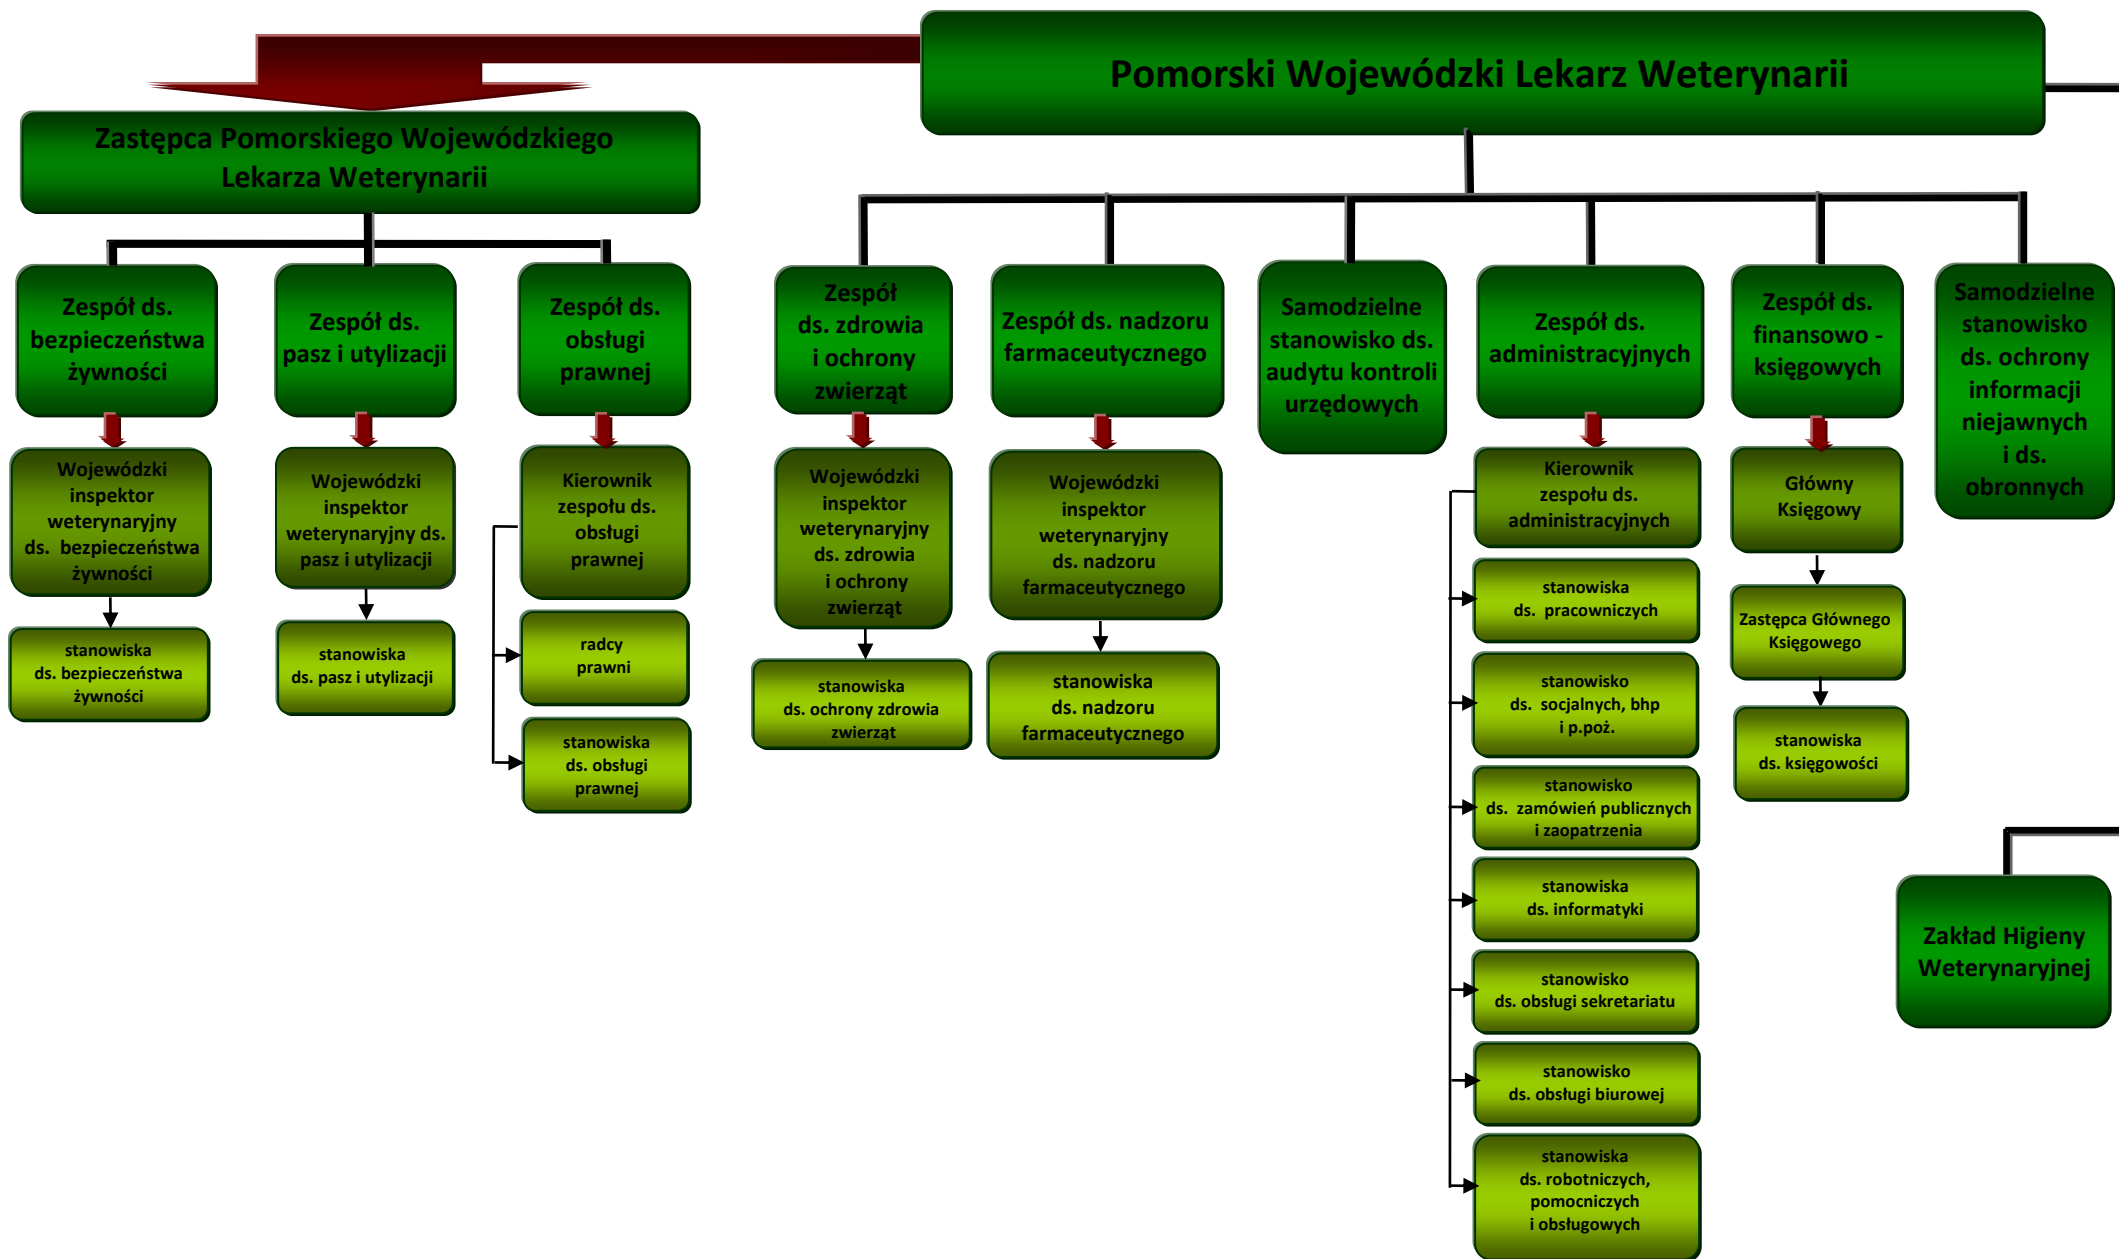 Pomorski Wojewódzki Lekarz Weterynarii
Zastępca Pomorskiego Wojewódzkiego
Lekarza Weterynarii
Zespół ds.
bezpieczeństwa
żywności
Zespół ds.
pasz i utylizacji
Zespół ds.
obsługi
prawnej
Zespół
ds. zdrowia
i ochrony
zwierząt
Zespół ds. nadzoru
farmaceutycznego
Samodzielne
stanowisko ds.
audytu kontroli
urzędowych
Zespół ds.
administracyjnych
Zespół ds.
finansowo -
księgowych
Samodzielne
stanowisko
ds. ochrony
informacji
niejawnych
i ds.
obronnych
Wojewódzki
inspektor
weterynaryjny
ds. bezpieczeństwa
żywności
Wojewódzki
inspektor
weterynaryjny ds.
pasz i utylizacji
Kierownik
zespołu ds.
obsługi
prawnej
Wojewódzki
inspektor
weterynaryjny
ds. zdrowia
i ochrony
zwierząt
Wojewódzki
inspektor
weterynaryjny
ds. nadzoru
farmaceutycznego
Kierownik
zespołu ds.
administracyjnych
Główny
Księgowy
stanowiska
ds. bezpieczeństwa
żywności
stanowiska
ds. pasz i utylizacji
radcy
prawni
stanowiska
ds. obsługi
prawnej
stanowiska
ds. ochrony zdrowia
zwierząt
stanowiska
ds. nadzoru
farmaceutycznego
stanowiska
ds. pracowniczych
stanowisko
ds. socjalnych, bhp
i p.poż.
stanowisko
ds. zamówień publicznych
i zaopatrzenia
stanowiska
ds. informatyki
stanowisko
ds. obsługi sekretariatu
stanowisko
ds. obsługi biurowej
stanowiska
ds. robotniczych,
pomocniczych
i obsługowych
Zastępca Głównego
Księgowego
stanowiska
ds. księgowości
Zakład Higieny
Weterynaryjnej